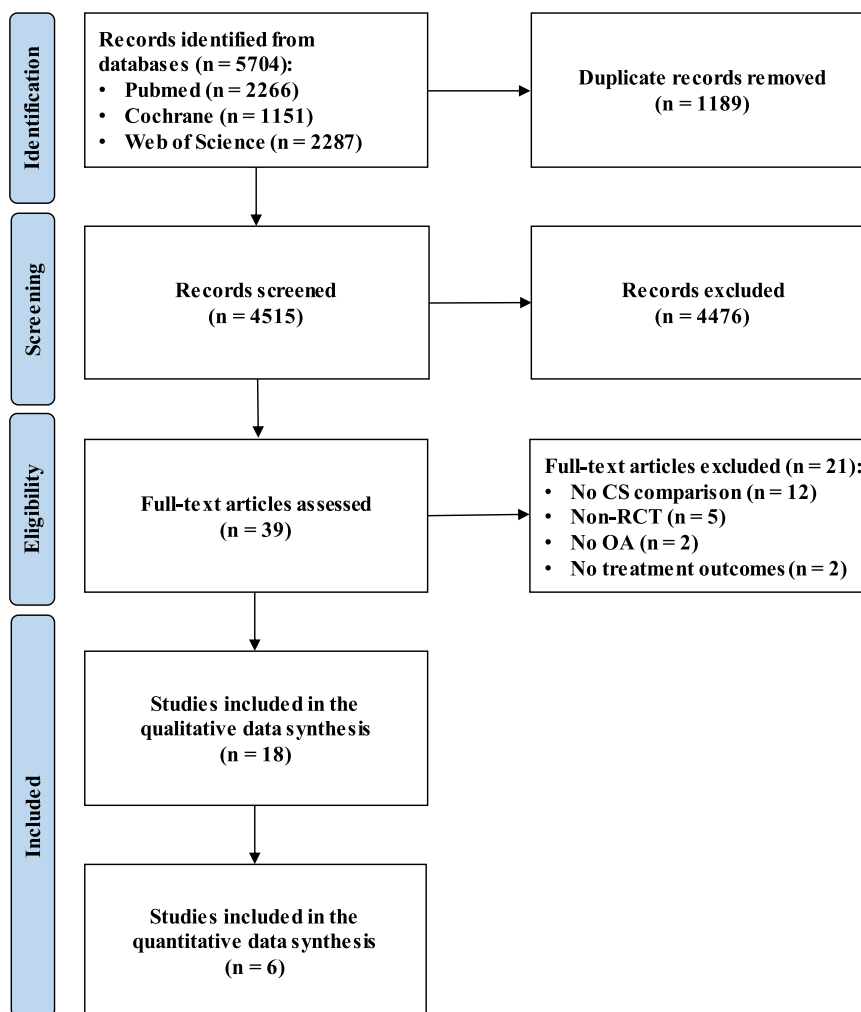 Identification
Records identified from
databases (n = 5704):
• Pubmed (n = 2266)
• Cochrane (n = 1151)
• Web of Science (n = 2287)
Duplicate records removed
(n = 1189)
Screening
Records screened
(n = 4515)
Records excluded
(n = 4476)
Eligibility
Full-text articles assessed
(n = 39)
Full-text articles excluded (n = 21):
• No CS comparison (n = 12)
• Non-RCT (n = 5)
• No OA (n = 2)
• No treatment outcomes (n = 2)
Included
Studies included in the
qualitative data synthesis
(n = 18)
Studies included in the
quantitative data synthesis
(n = 6)